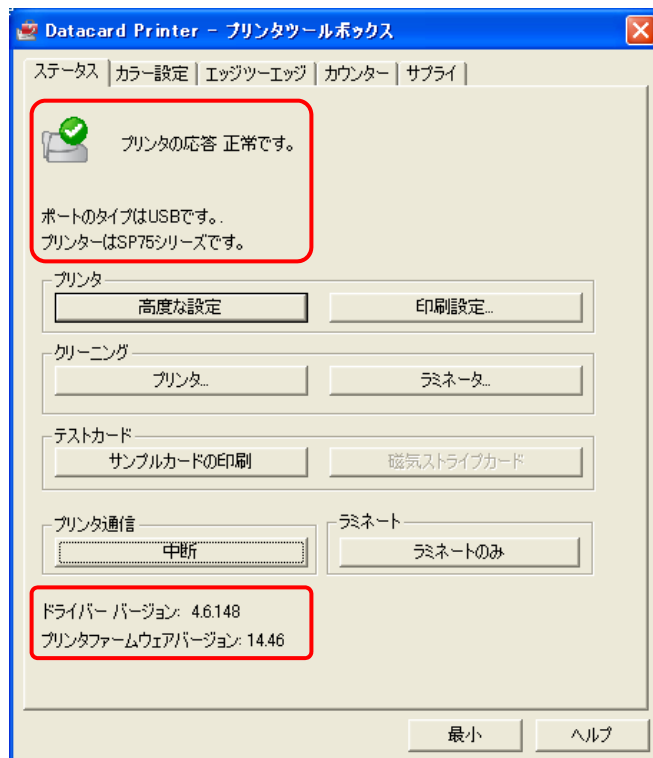 Datacard Printer - プリンタツールボックス
ステータス カラー設定 エッジツーエッジ カウンター サプライ
プリンタの応答 正常です。
ポートのタイプはUSBです。.
プリンターはSP75シリーズです。
プリンタ
高度な設定 印刷設定...
クリーニング
プリンタ... ラミネータ...
テストカード
サンプルカードの印刷 磁気ストライプカード
プリンタ通信 ラミネート
中断 ラミネートのみ
ドライバー バージョン: 4.6.148
プリンタファームウェアバージョン: 14.46
最小 ヘルプ